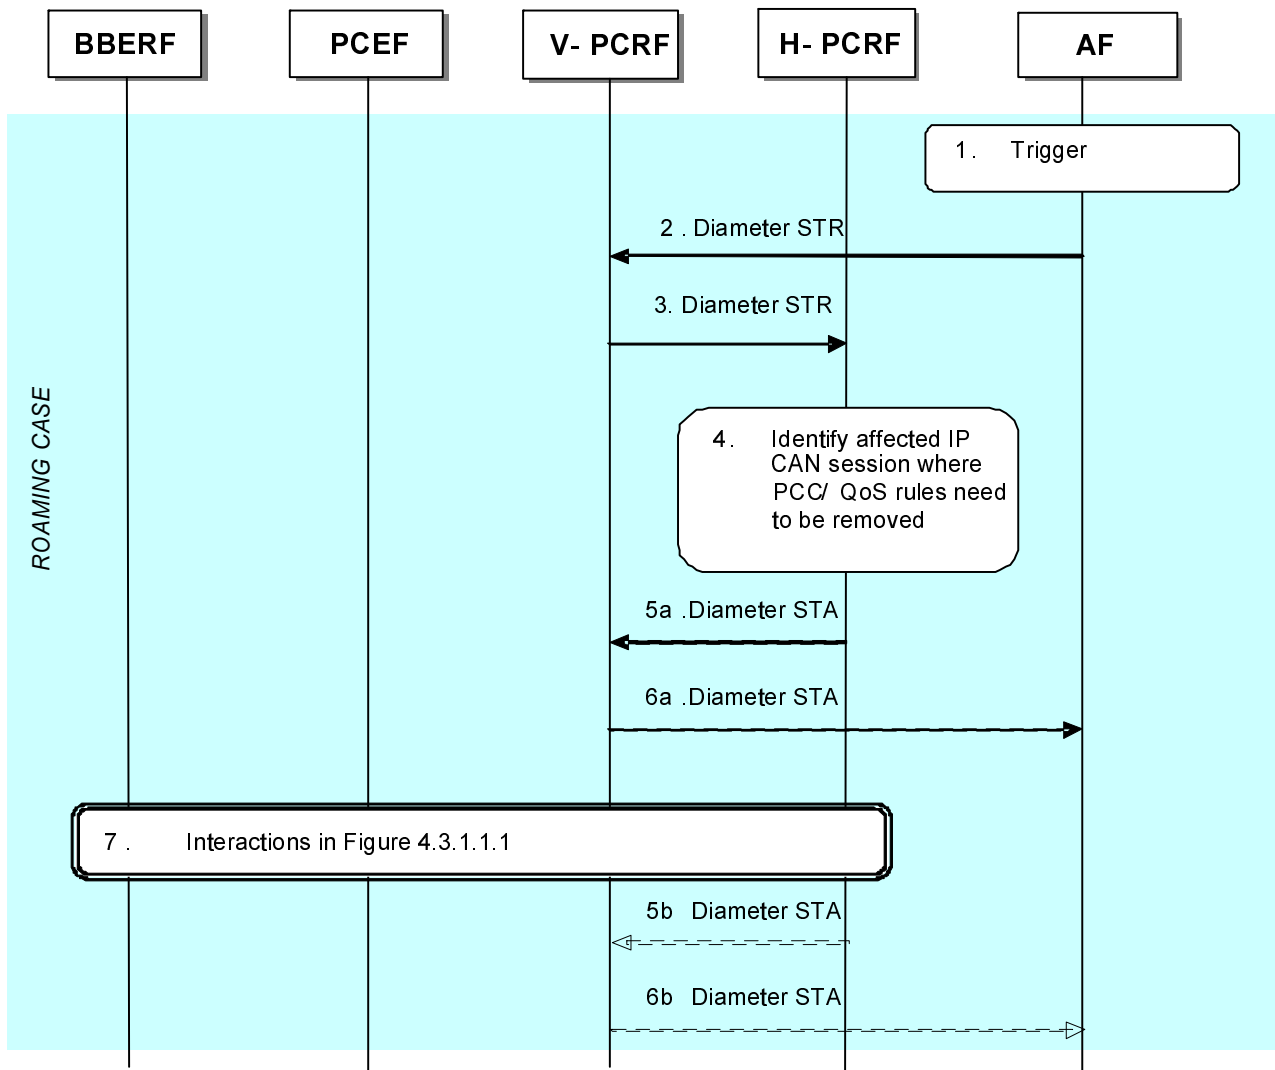 BBERF PCEF V- PCRF H- PCRF AF
1. Trigger
2 . Diameter STR
3. Diameter STR
ROAMING CASE
4. Identify affected IP
CAN session where
PCC/ QoS rules need
to be removed
5a .Diameter STA
6a .Diameter STA
7 . Interactions in Figure 4.3.1.1.1
5b Diameter STA
6b Diameter STA